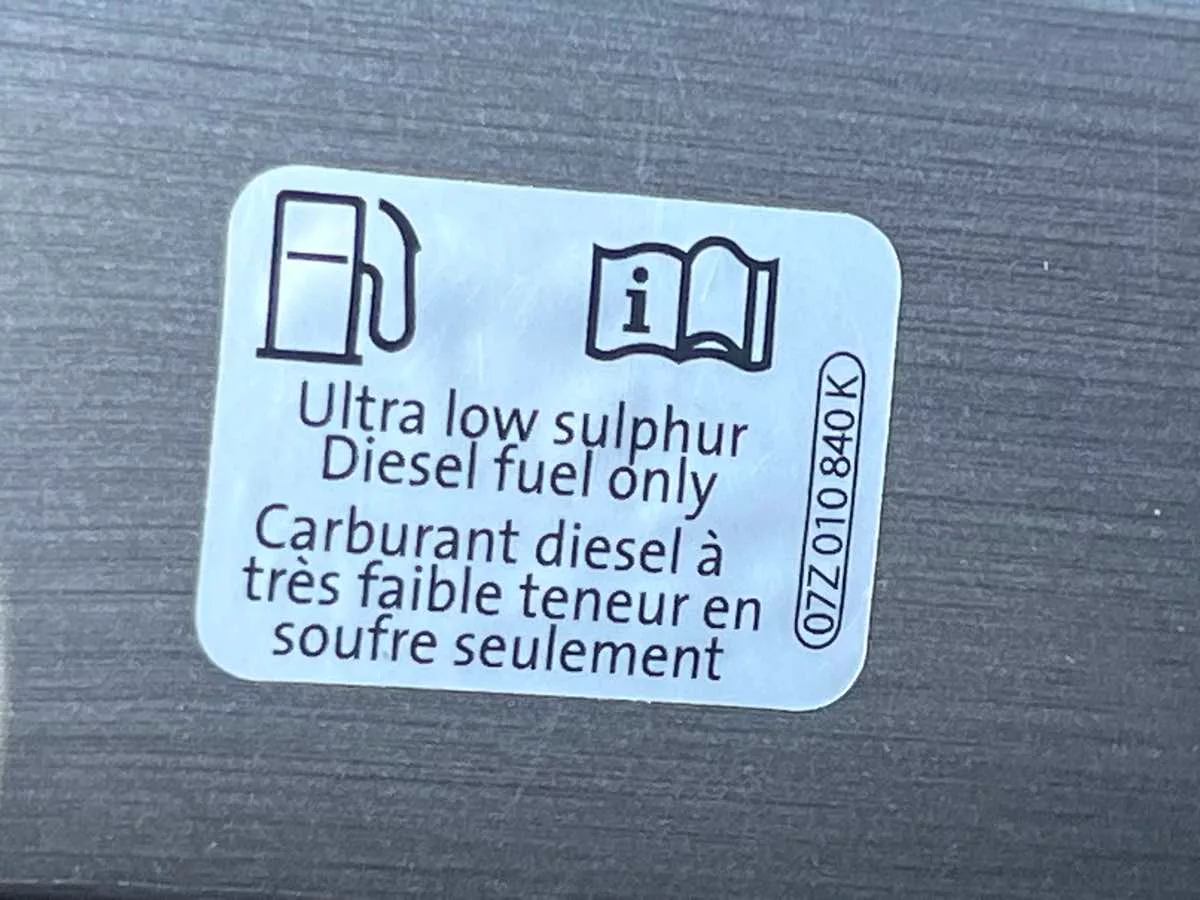 i
Ultra low sulphur
Diesel fuel only
Carburant diesel à
très faible teneur en
soufre seulement
07Z 010 840 K